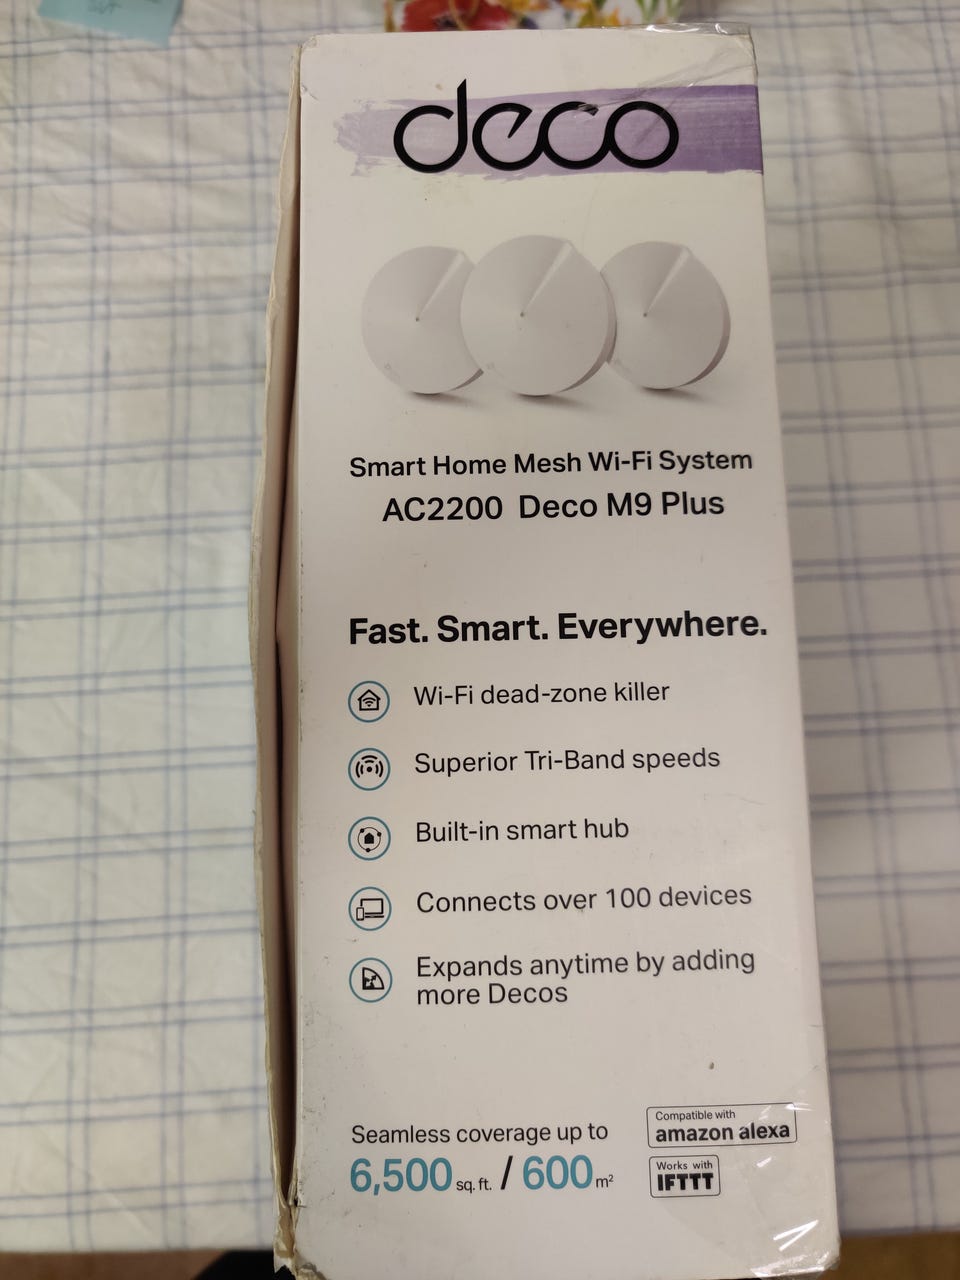 deco
Smart Home Mesh Wi-Fi System
AC2200 Deco M9 Plus
Fast. Smart. Everywhere.
Wi-Fi dead-zone killer
Superior Tri-Band speeds
Built-in smart hub
Connects over 100 devices
Expands anytime by adding
more Decos
Seamless coverage up to
6,500 sq. ft. / 600 m²
Compatible with
amazon alexa
Works with
IFTTT